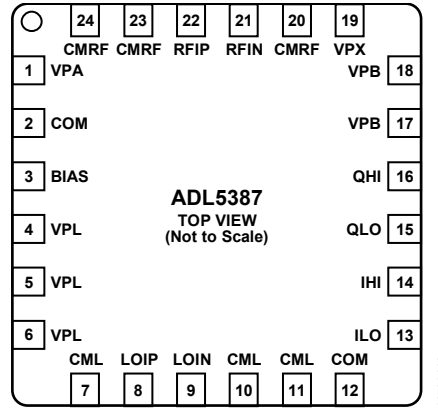 24 23 22 21 20 19
CMRF CMRF RFIP RFIN CMRF VPX
1 VPA VPB 18
2 COM VPB 17
3 BIAS QHI 16
ADL5387
TOP VIEW
(Not to Scale)
4 VPL QLO 15
5 VPL IHI 14
6 VPL ILO 13
CML LOIP LOIN CML CML COM
7 8 9 10 11 12